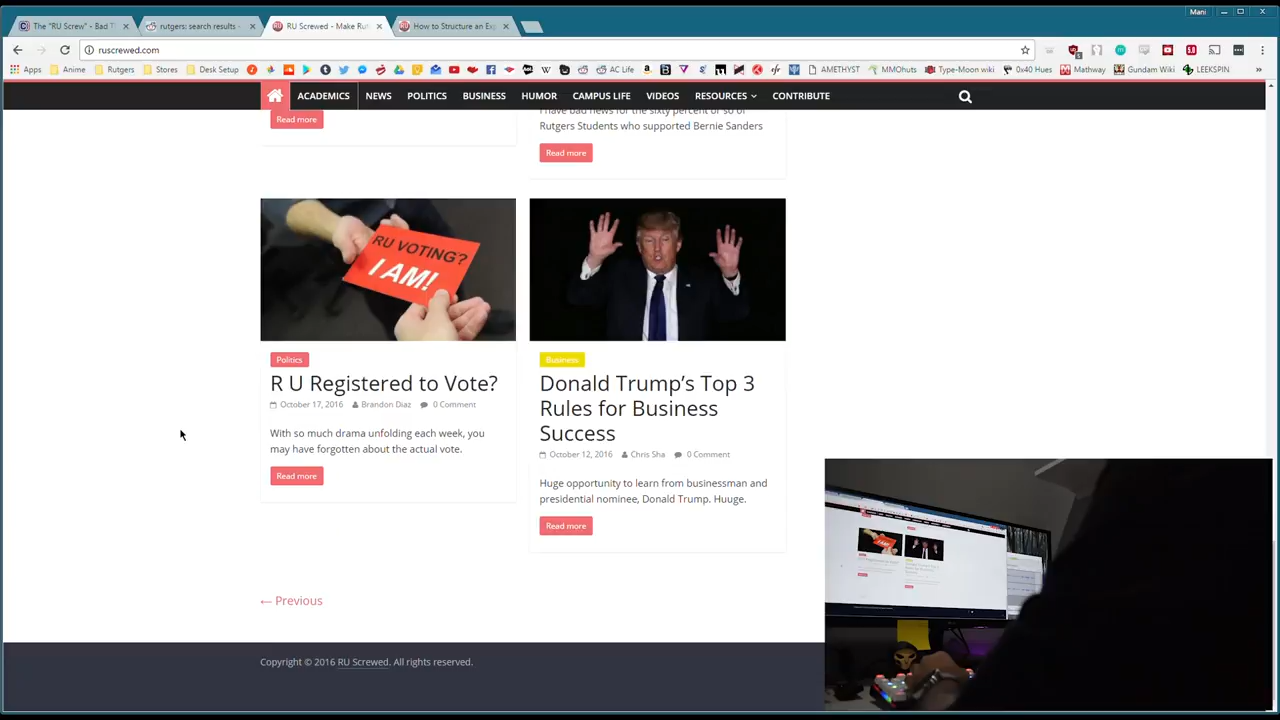 Mani
The "RU Screw" - Bad T
rutgers: search results -
RU Screwed - Make Rut
How to Structure an Exp
ruscrewed.com
Apps
Anime
Rutgers
Stores
Desk Setup
AC Life
AMETHYST
MMOhuts
Type-Moon wiki
0x40 Hues
Mathway
Gundam Wiki
LEEKSPIN
ACADEMICS
NEWS
POLITICS
BUSINESS
HUMOR
CAMPUS LIFE
VIDEOS
RESOURCES
CONTRIBUTE
Read more
I have bad news for the sixty percent or so of
Rutgers Students who supported Bernie Sanders
Read more
RU VOTING?
I AM!
Politics
R U Registered to Vote?
October 17, 2016 Brandon Diaz 0 Comment
With so much drama unfolding each week, you
may have forgotten about the actual vote.
Read more
Business
Donald Trump's Top 3
Rules for Business
Success
October 12, 2016 Chris Sha 0 Comment
Huge opportunity to learn from businessman and
presidential nominee, Donald Trump. Huuge.
Read more
← Previous
Copyright © 2016 RU Screwed. All rights reserved.
I AM!